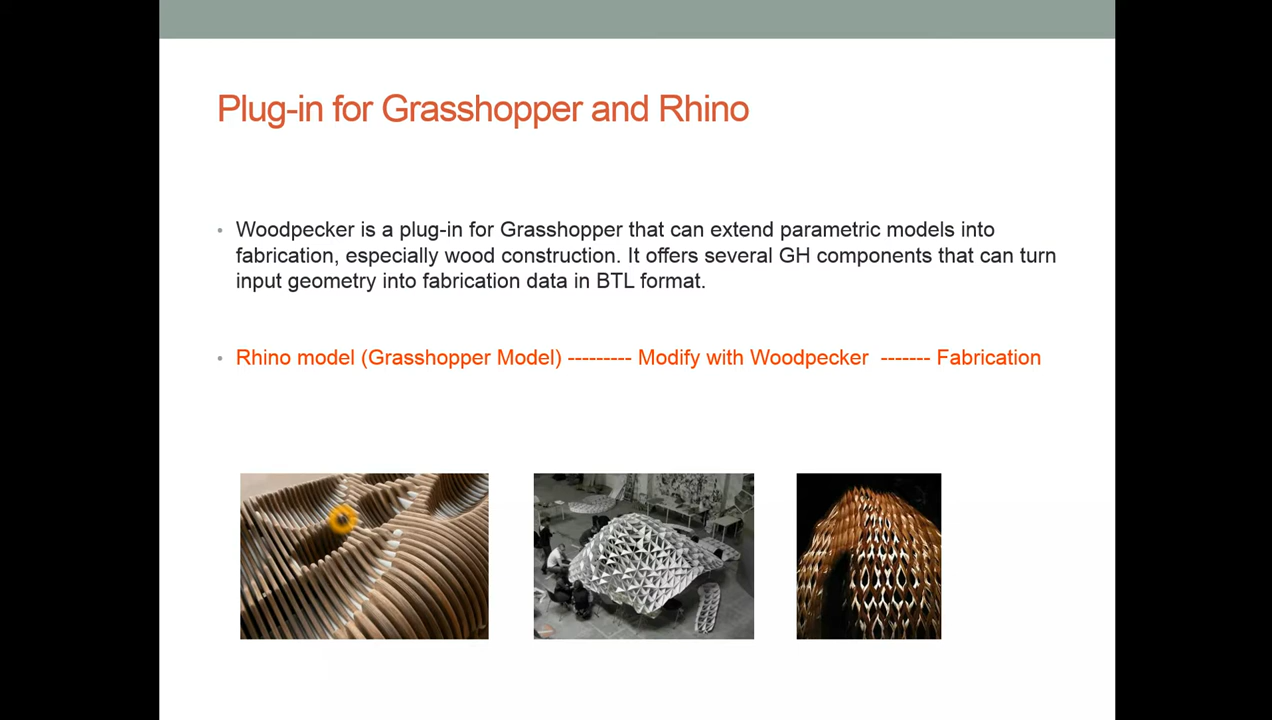 Plug-in for Grasshopper and Rhino
• Woodpecker is a plug-in for Grasshopper that can extend parametric models into
fabrication, especially wood construction. It offers several GH components that can turn
input geometry into fabrication data in BTL format.
• Rhino model (Grasshopper Model) --------- Modify with Woodpecker ------- Fabrication